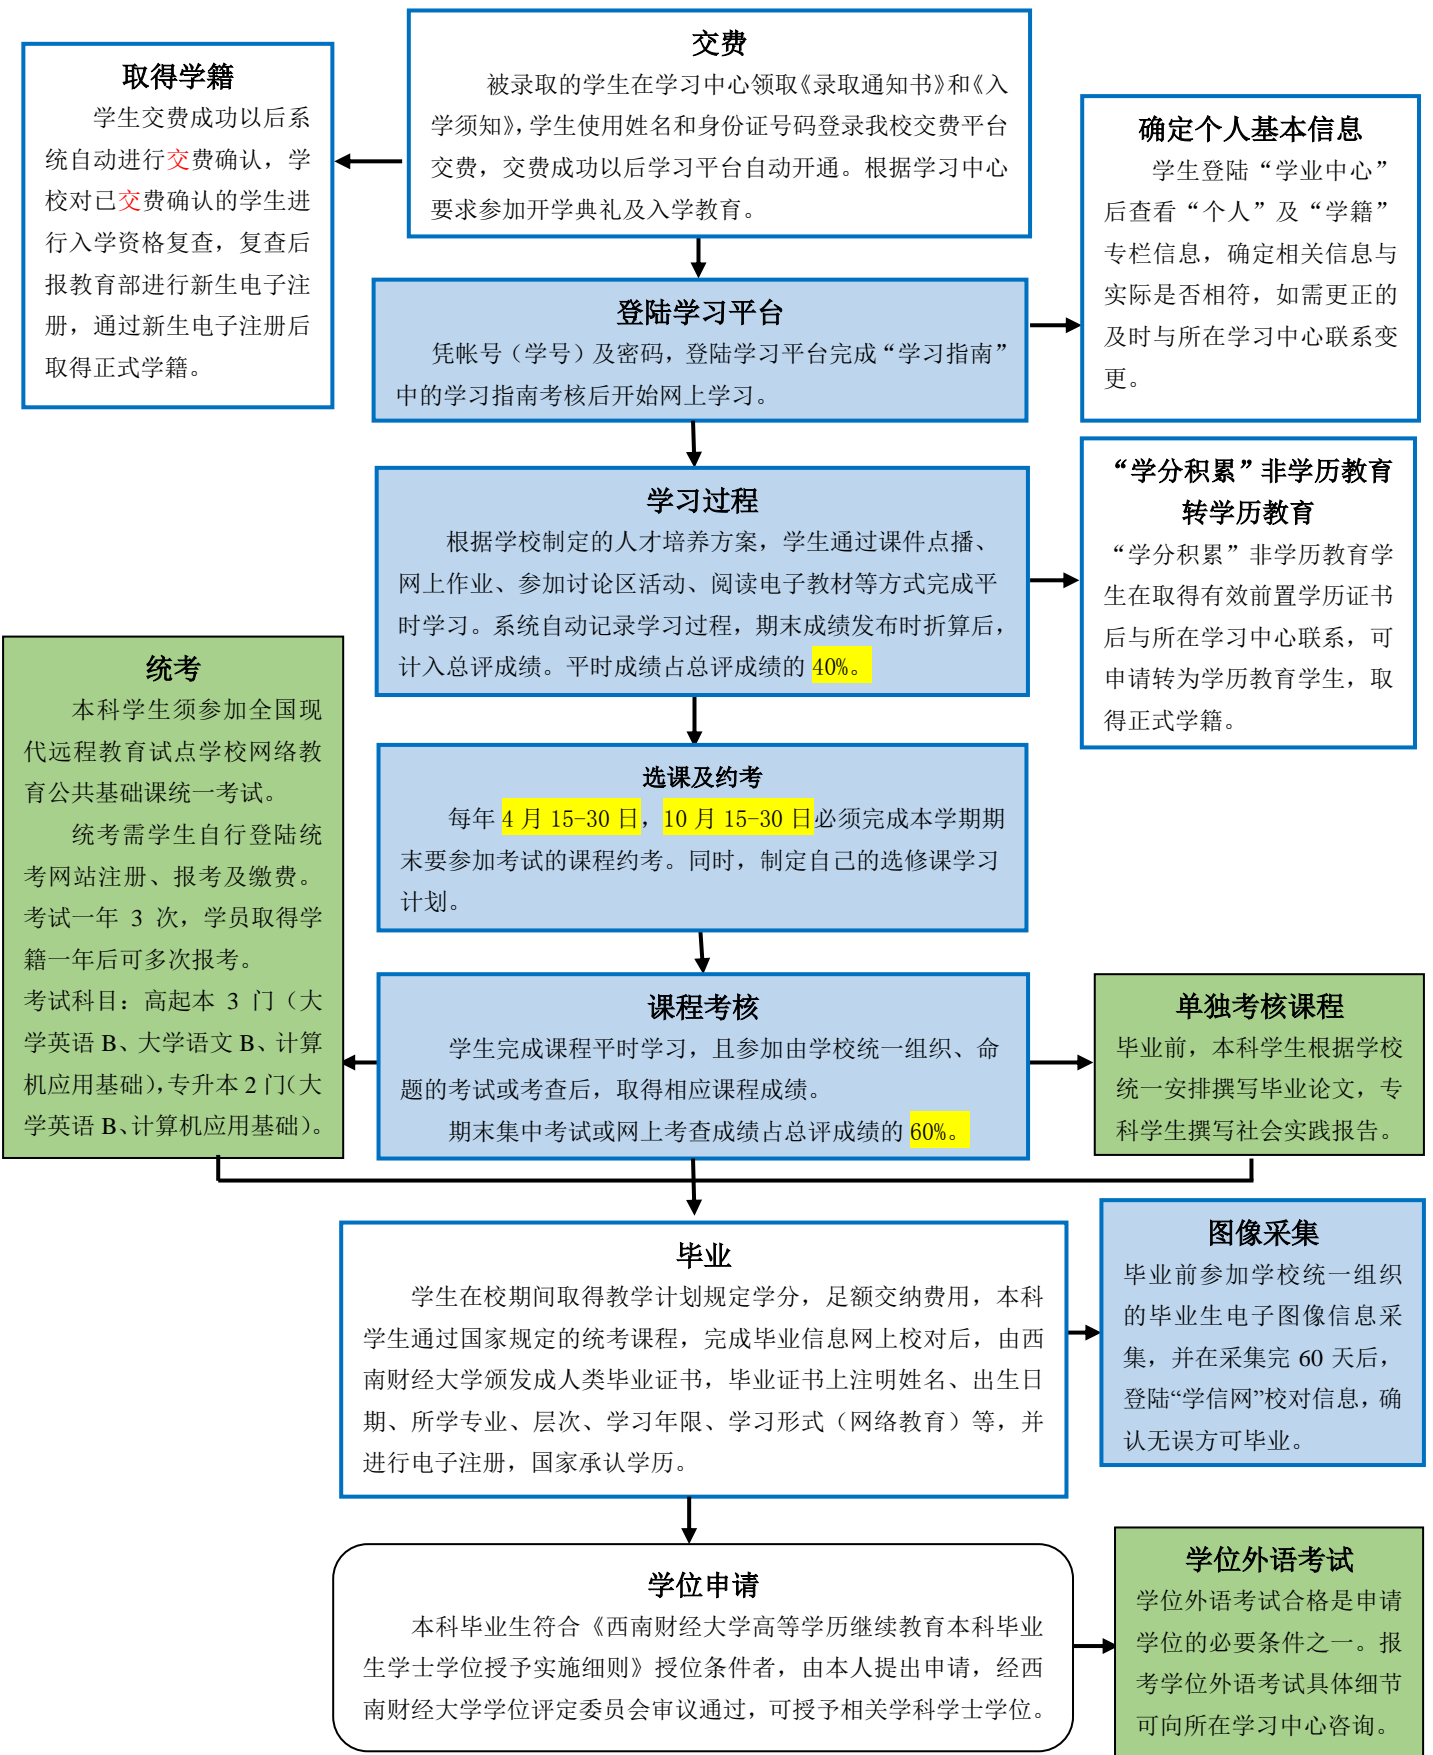 交费
被录取的学生在学习中心领取《录取通知书》和《入
学须知》，学生使用姓名和身份证号码登录我校交费平台
交费，交费成功以后学习平台自动开通。根据学习中心
要求参加开学典礼及入学教育。
取得学籍
学生交费成功以后系
统自动进行交费确认，学
校对已交费确认的学生进
行入学资格复查，复查后
报教育部进行新生电子注
册，通过新生电子注册后
取得正式学籍。
登陆学习平台
凭帐号（学号）及密码，登陆学习平台完成“学习指南”
中的学习指南考核后开始网上学习。
确定个人基本信息
学生登陆“学业中心”
后查看“个人”及“学籍”
专栏信息，确定相关信息与
实际是否相符，如需更正的
及时与所在学习中心联系变
更。
学习过程
根据学校制定的人才培养方案，学生通过课件点播、
网上作业、参加讨论区活动、阅读电子教材等方式完成平
时学习。系统自动记录学习过程，期末成绩发布时折算后，
计入总评成绩。平时成绩占总评成绩的 40%。
“学分积累”非学历教育
转学历教育
“学分积累”非学历教育学
生在取得有效前置学历证书
后与所在学习中心联系，可
申请转为学历教育学生，取
得正式学籍。
选课及约考
每年 4 月 15-30 日，10 月 15-30 日必须完成本学期期
末要参加考试的课程约考。同时，制定自己的选修课学习
计划。
统考
本科学生须参加全国现
代远程教育试点学校网络教
育公共基础课统一考试。
统考需学生自行登陆统
考网站注册、报考及缴费。
考试一年 3 次，学员取得学
籍一年后可多次报考。
考试科目：高起本 3 门（大
学英语 B、大学语文 B、计算
机应用基础），专升本 2 门（大
学英语 B、计算机应用基础）。
课程考核
学生完成课程平时学习，且参加由学校统一组织、命
题的考试或考查后，取得相应课程成绩。
期末集中考试或网上考查成绩占总评成绩的 60%。
单独考核课程
毕业前，本科学生根据学校
统一安排撰写毕业论文，专
科学生撰写社会实践报告。
毕业
学生在校期间取得教学计划规定学分，足额交纳费用，本科
学生通过国家规定的统考课程，完成毕业信息网上校对后，由西
南财经大学颁发成人类毕业证书，毕业证书上注明姓名、出生日
期、所学专业、层次、学习年限、学习形式（网络教育）等，并
进行电子注册，国家承认学历。
图像采集
毕业前参加学校统一组织
的毕业生电子图像信息采
集，并在采集完 60 天后，
登陆“学信网”校对信息，确
认无误方可毕业。
学位申请
本科毕业生符合《西南财经大学高等学历继续教育本科毕业
生学士学位授予实施细则》授位条件者，由本人提出申请，经西
南财经大学学位评定委员会审议通过，可授予相关学科学士学位。
学位外语考试
学位外语考试合格是申请
学位的必要条件之一。报
考学位外语考试具体细节
可向所在学习中心咨询。